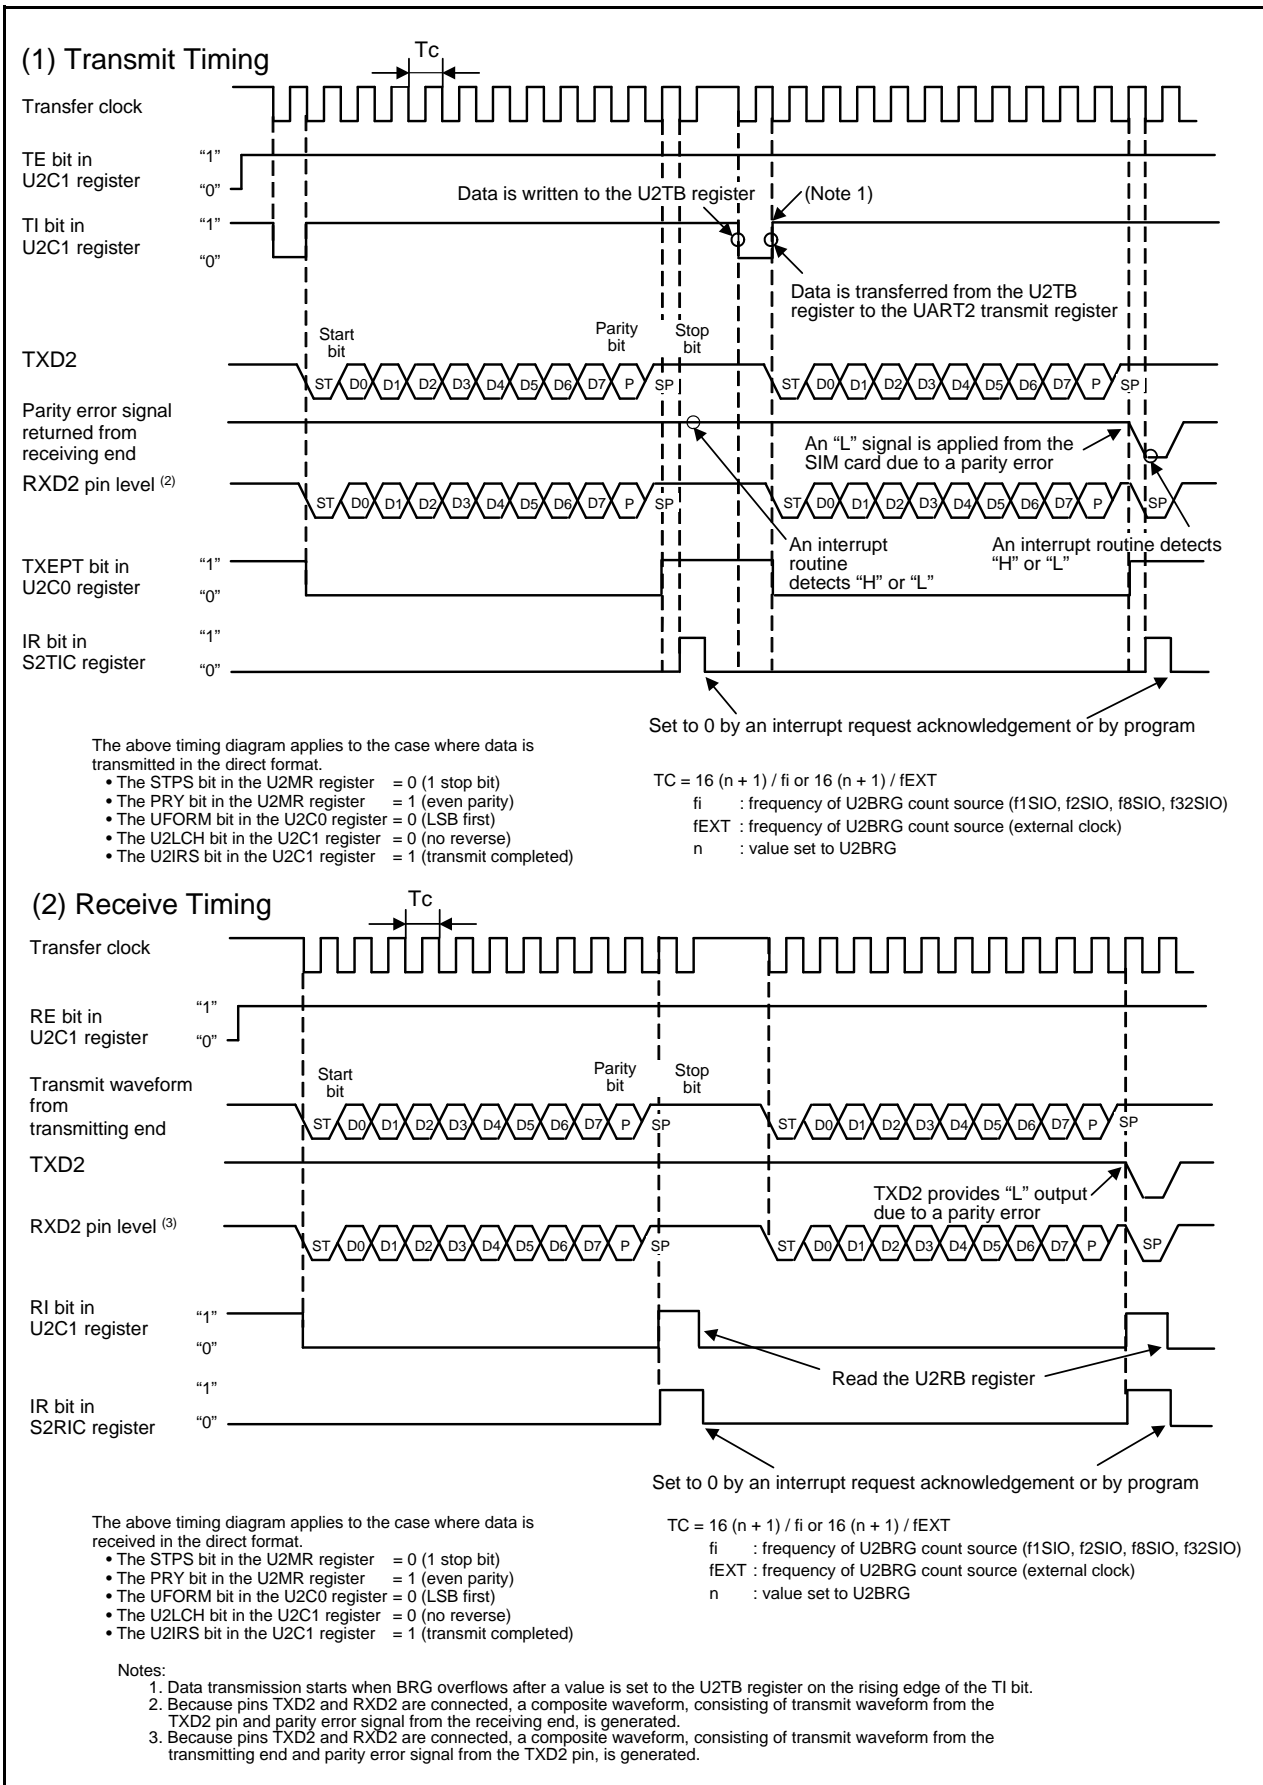 (1) Transmit Timing
Tc
Transfer clock
TE bit in
U2C1 register
“1”
“0”
Data is written to the U2TB register
(Note 1)
TI bit in
U2C1 register
“1”
“0”
Data is transferred from the U2TB
register to the UART2 transmit register
Start
bit
Parity
bit
Stop
bit
TXD2
ST D0 D1 D2 D3 D4 D5 D6 D7 P SP ST D0 D1 D2 D3 D4 D5 D6 D7 P SP
Parity error signal
returned from
receiving end
An “L” signal is applied from the
SIM card due to a parity error
RXD2 pin level (2)
ST D0 D1 D2 D3 D4 D5 D6 D7 P SP ST D0 D1 D2 D3 D4 D5 D6 D7 P SP
An interrupt
routine
detects “H” or “L”
An interrupt routine detects
“H” or “L”
TXEPT bit in
U2C0 register
“1”
“0”
IR bit in
S2TIC register
“1”
“0”
Set to 0 by an interrupt request acknowledgement or by program
The above timing diagram applies to the case where data is
transmitted in the direct format.
• The STPS bit in the U2MR register = 0 (1 stop bit)
• The PRY bit in the U2MR register = 1 (even parity)
• The UFORM bit in the U2C0 register = 0 (LSB first)
• The U2LCH bit in the U2C1 register = 0 (no reverse)
• The U2IRS bit in the U2C1 register = 1 (transmit completed)
TC = 16 (n + 1) / fi or 16 (n + 1) / fEXT
fi : frequency of U2BRG count source (f1SIO, f2SIO, f8SIO, f32SIO)
fEXT : frequency of U2BRG count source (external clock)
n : value set to U2BRG
(2) Receive Timing
Tc
Transfer clock
RE bit in
U2C1 register
“1”
“0”
Start
bit
Parity
bit
Stop
bit
Transmit waveform
from
transmitting end
ST D0 D1 D2 D3 D4 D5 D6 D7 P SP ST D0 D1 D2 D3 D4 D5 D6 D7 P SP
TXD2
TXD2 provides “L” output
due to a parity error
RXD2 pin level (3)
ST D0 D1 D2 D3 D4 D5 D6 D7 P SP ST D0 D1 D2 D3 D4 D5 D6 D7 P SP
RI bit in
U2C1 register
“1”
“0”
Read the U2RB register
IR bit in
S2RIC register
“1”
“0”
Set to 0 by an interrupt request acknowledgement or by program
The above timing diagram applies to the case where data is
received in the direct format.
• The STPS bit in the U2MR register = 0 (1 stop bit)
• The PRY bit in the U2MR register = 1 (even parity)
• The UFORM bit in the U2C0 register = 0 (LSB first)
• The U2LCH bit in the U2C1 register = 0 (no reverse)
• The U2IRS bit in the U2C1 register = 1 (transmit completed)
TC = 16 (n + 1) / fi or 16 (n + 1) / fEXT
fi : frequency of U2BRG count source (f1SIO, f2SIO, f8SIO, f32SIO)
fEXT : frequency of U2BRG count source (external clock)
n : value set to U2BRG
Notes:
1. Data transmission starts when BRG overflows after a value is set to the U2TB register on the rising edge of the TI bit.
2. Because pins TXD2 and RXD2 are connected, a composite waveform, consisting of transmit waveform from the
TXD2 pin and parity error signal from the receiving end, is generated.
3. Because pins TXD2 and RXD2 are connected, a composite waveform, consisting of transmit waveform from the
transmitting end and parity error signal from the TXD2 pin, is generated.